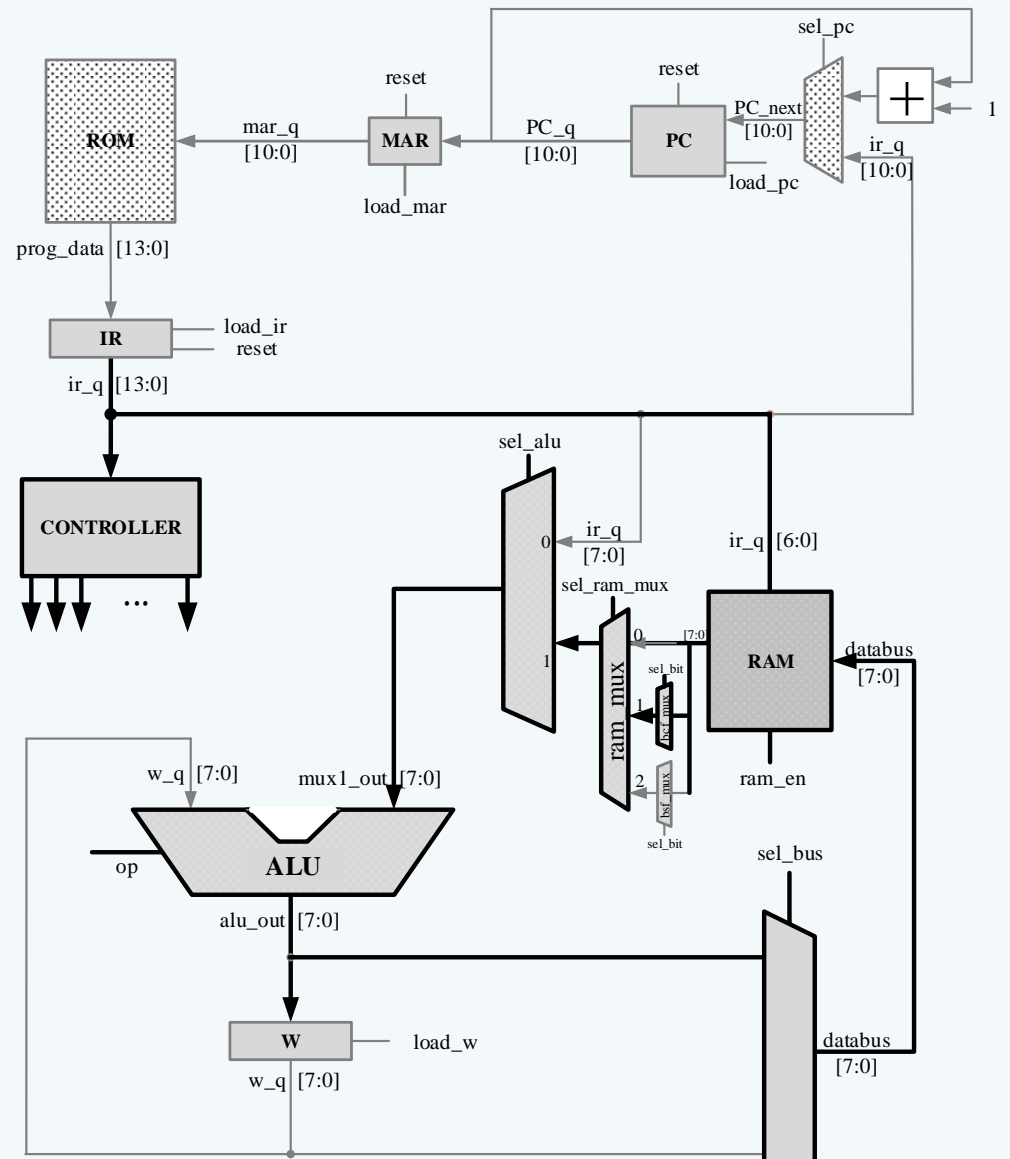 sel_pc
reset
reset
ROM
mar_q
[10:0]
MAR
PC_q
[10:0]
PC
PC_next
[10:0]
+
1
ir_q
[10:0]
load_mar
load_pc
prog_data [13:0]
IR
load_ir
reset
ir_q [13:0]
sel_alu
CONTROLLER
...
0
ir_q
[7:0]
ir_q [6:0]
sel_ram_mux
0
[7:0]
1
ram_mux
sel_bit
1
bcf_mux
RAM
databus
[7:0]
2
bsf_mux
sel_bit
ram_en
w_q [7:0]
mux1_out [7:0]
ALU
op
sel_bus
alu_out [7:0]
W
load_w
databus
[7:0]
w_q [7:0]